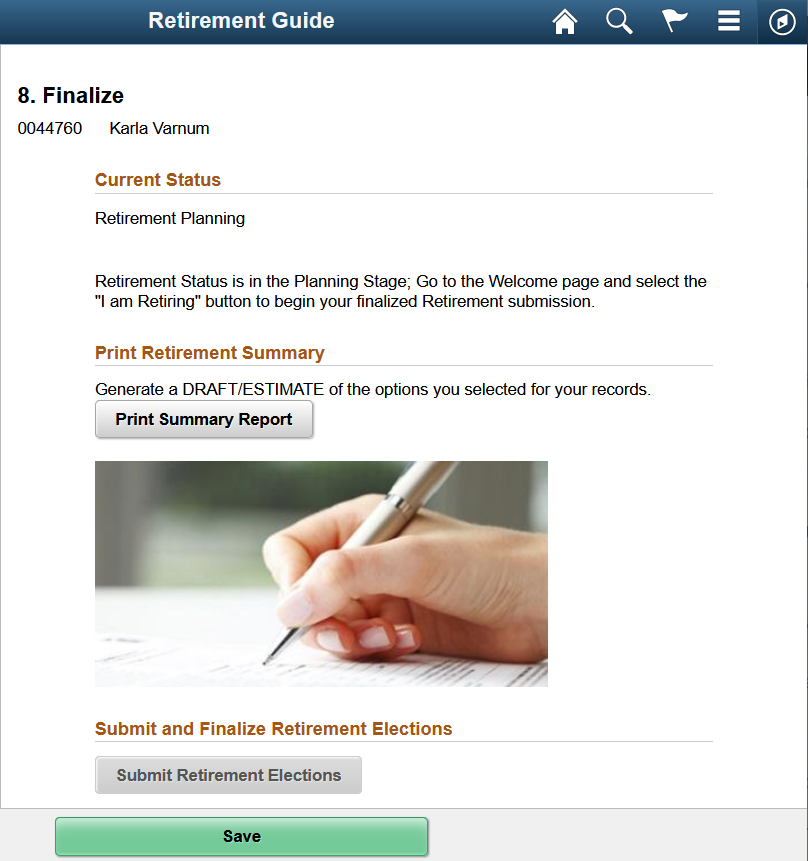 Retirement Guide
8. Finalize
0044760 Karla Varnum
Current Status
Retirement Planning
Retirement Status is in the Planning Stage; Go to the Welcome page and select the
"I am Retiring" button to begin your finalized Retirement submission.
Print Retirement Summary
Generate a DRAFT/ESTIMATE of the options you selected for your records.
Print Summary Report
Submit and Finalize Retirement Elections
Submit Retirement Elections
Save